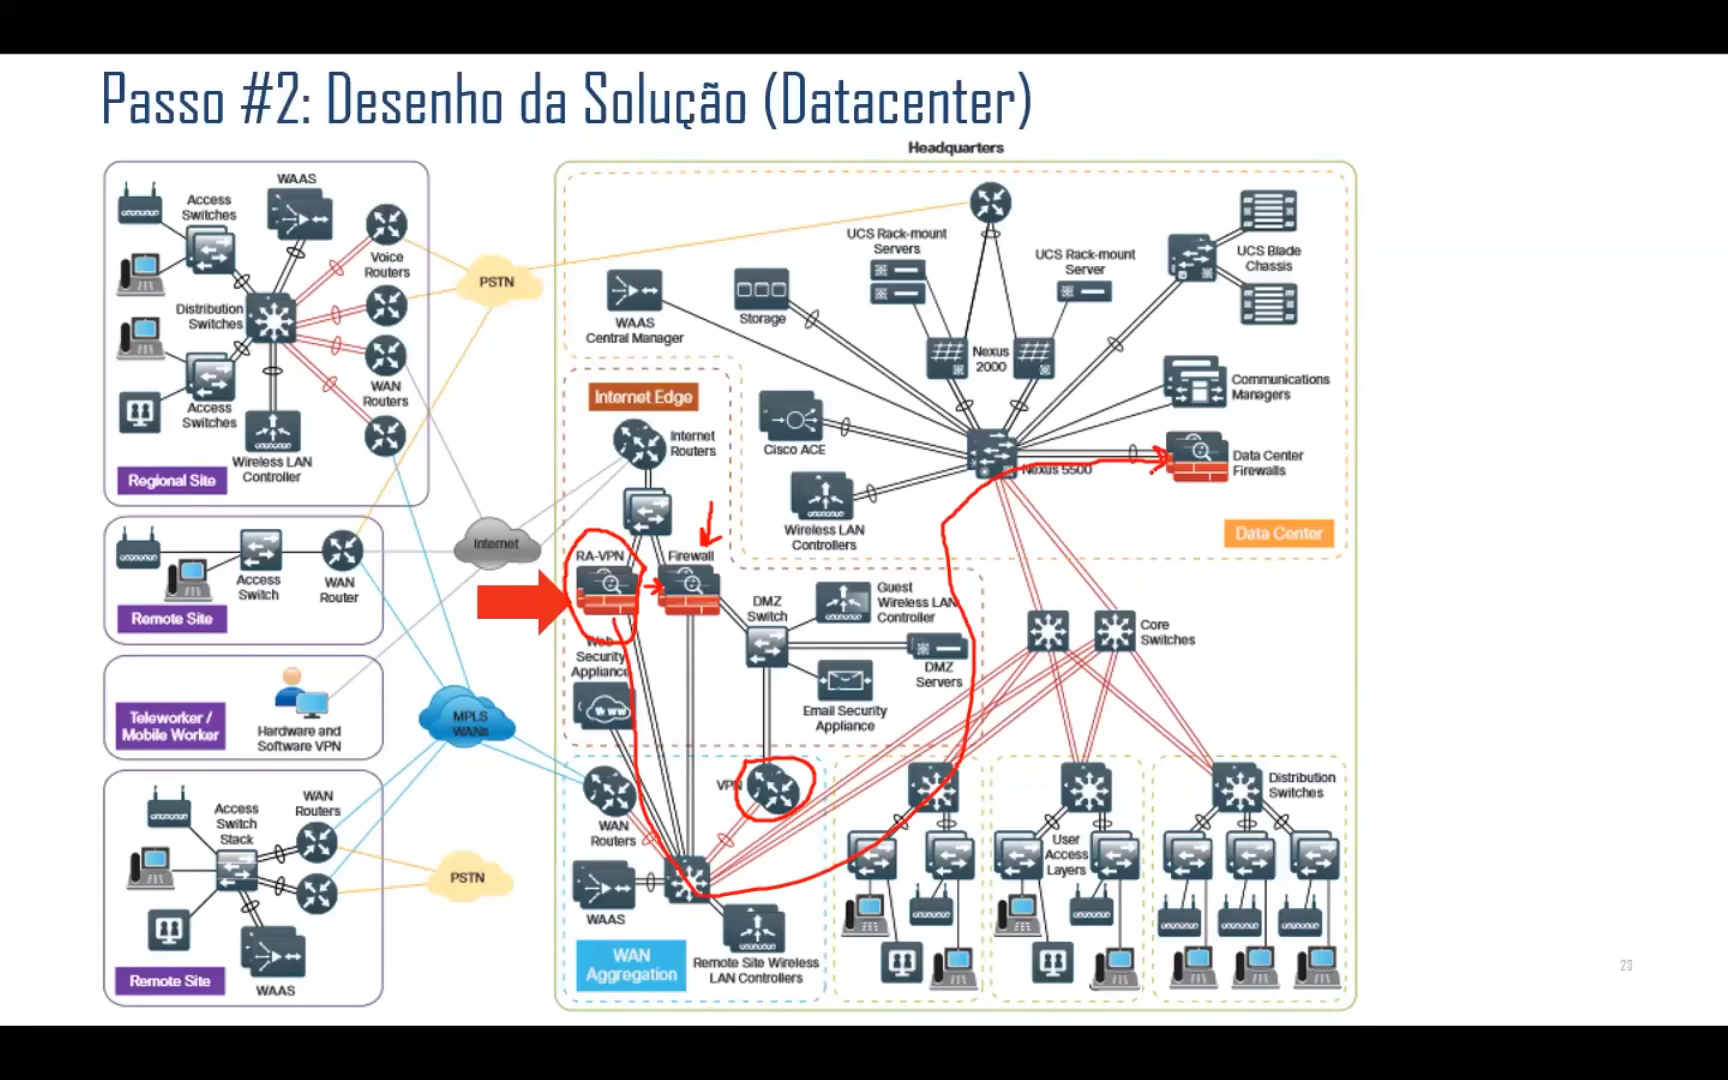 Passo #2: Desenho da Solução (Datacenter)
Headquarters
WAAS
Access
Switches
Voice
Routers
Distribution
Switches
WAN
Routers
Access
Switches
Wireless LAN
Controller
Regional Site
PSTN
WAAS
Central Manager
Storage
UCS Rack-mount
Servers
UCS Rack-mount
Server
UCS Blade
Chassis
Nexus
2000
Communications
Managers
Cisco ACE
Nexus 5500
Data Center
Firewalls
Wireless LAN
Controllers
Data Center
Internet Edge
Internet
Routers
Internet
RA-VPN
Firewall
DMZ
Switch
Guest
Wireless LAN
Controller
DMZ
Servers
Email Security
Appliance
Web
Security
Appliance
WWW
Core
Switches
Access
Switch
WAN
Router
Remote Site
Teleworker /
Mobile Worker
Hardware and
Software VPN
MPLS
WANs
WAN
Routers
VPN
WAAS
WAN
Aggregation
Remote Site Wireless
LAN Controllers
User
Access
Layers
Distribution
Switches
Access
Switch
Stack
WAN
Routers
PSTN
WAAS
Remote Site
23